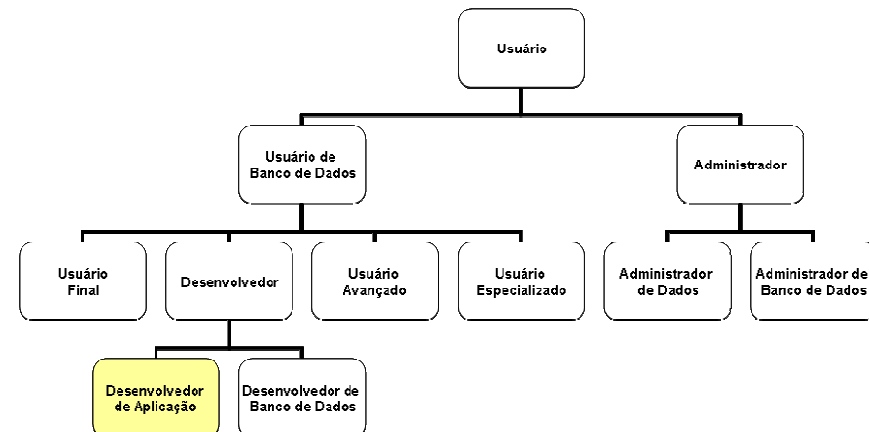 Usuário
Usuário de
Banco de Dados
Administrador
Usuário
Final
Desenvolvedor
Usuário
Avançado
Usuário
Especializado
Administrador
de Dados
Administrador de
Banco de Dados
Desenvolvedor
de Aplicação
Desenvolvedor de
Banco de Dados